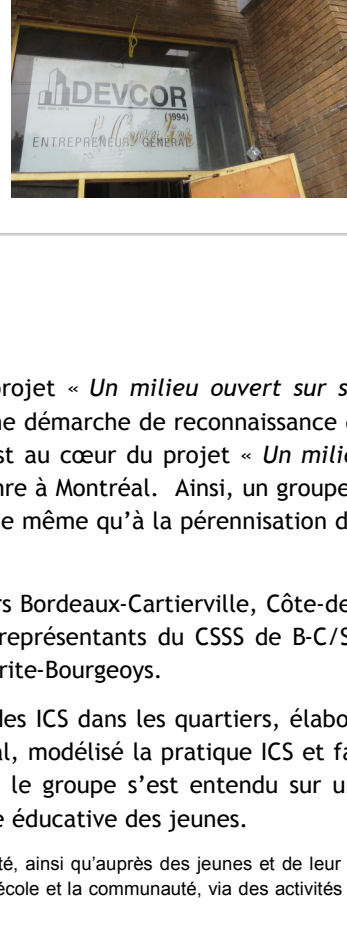 DEVCOR
(1994)
ENTREPRENEUR GÉNÉRAL
rojet « Un milieu ouvert sur s
ne démarche de reconnaissance
st au cœur du projet « Un mili
nre à Montréal. Ainsi, un groupe
e même qu'à la pérennisation d
rs Bordeaux-Cartierville, Côte-de
représentants du CSSS de B-C/S
rite-Bourgeoys.
des ICS dans les quartiers, élabo
al, modélisé la pratique ICS et fa
le groupe s'est entendu sur u
e éducative des jeunes.
té, ainsi qu'auprès des jeunes et de leur
école et la communauté, via des activités